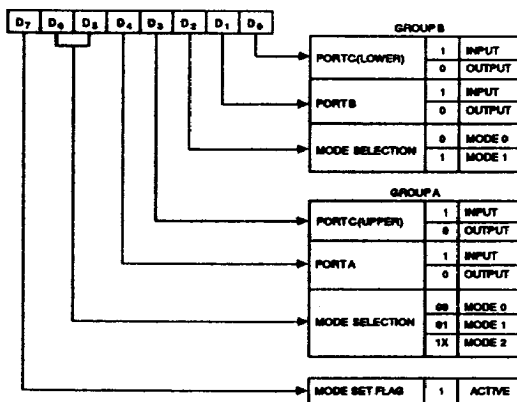 D7 D6 D5 D4 D3 D2 D1 D0
GROUP B
PORT C (LOWER) 1 INPUT
0 OUTPUT
PORT B 1 INPUT
0 OUTPUT
MODE SELECTION 0 MODE 0
1 MODE 1
GROUP A
PORT C (UPPER) 1 INPUT
0 OUTPUT
PORT A 1 INPUT
0 OUTPUT
MODE SELECTION 00 MODE 0
01 MODE 1
1X MODE 2
MODE SET FLAG 1 ACTIVE